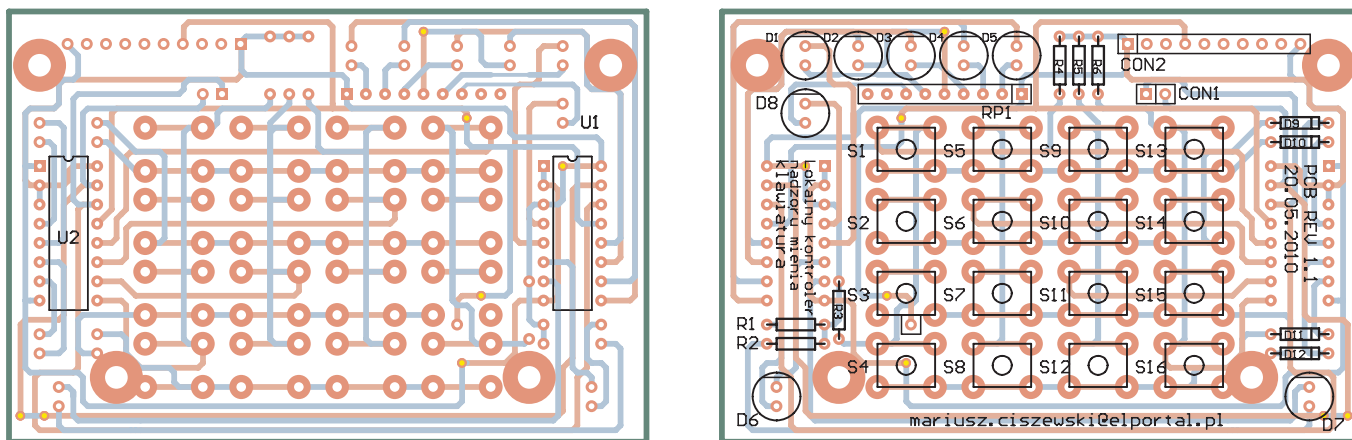 U1
U2
D1 D2 D3 D4 D5
R4 R5 R6
CON2
D8
RP1
CON1
D9
D10
S1 S5 S9 S13
Lokalny kontroler
nadzoru mienia
klawiatura
PCB REV 1.1
20.05.2010
S2 S6 S10 S14
S3 S7 S11 S15
R3
R1
R2
D11
D12
S4 S8 S12 S16
D6
D7
mariusz.ciszewski@elportal.pl